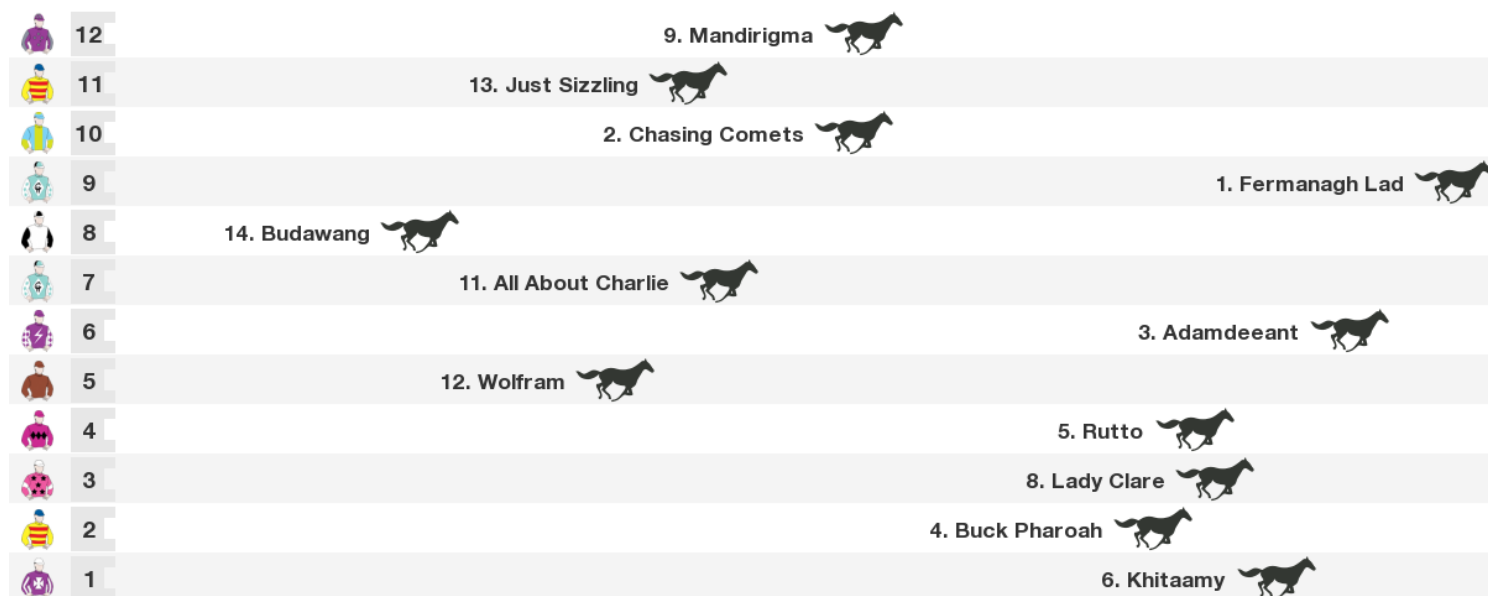 12 9. Mandirigma
11 13. Just Sizzling
10 2. Chasing Comets
9 1. Fermanagh Lad
8 14. Budawang
7 11. All About Charlie
6 3. Adamdeeant
5 12. Wolfram
4 5. Rutto
3 8. Lady Clare
2 4. Buck Pharoah
1 6. Khitaamy